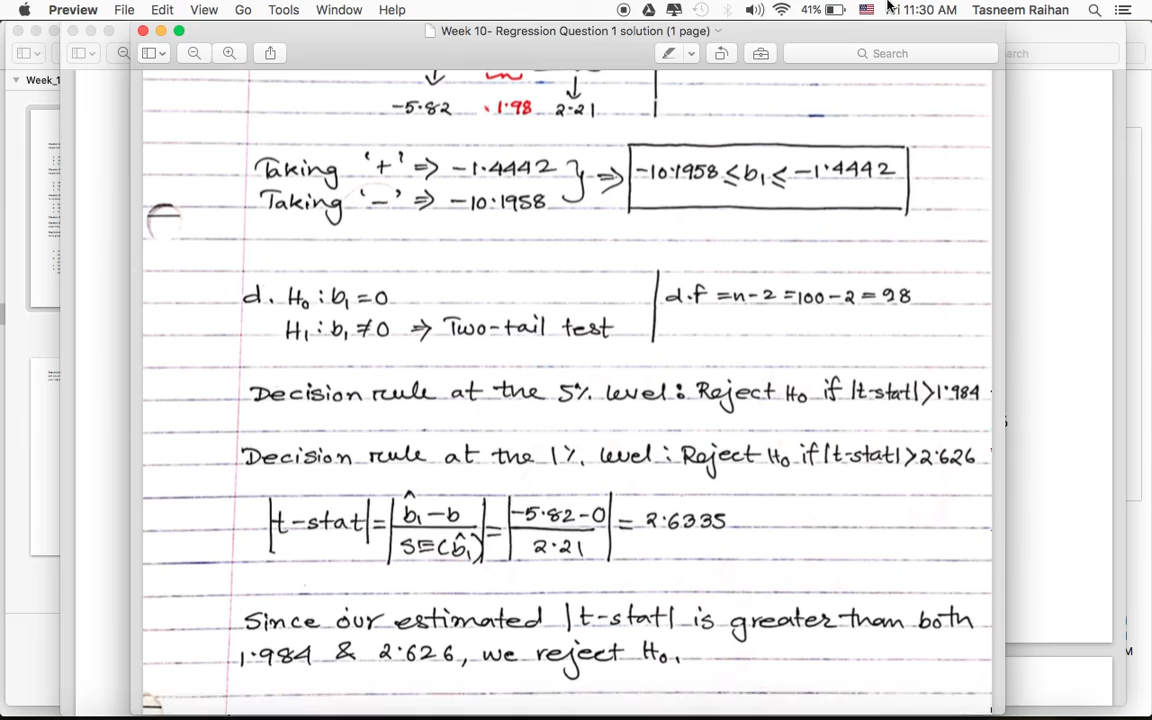 Preview File Edit View Go Tools Window Help 41% Fri 11:30 AM Tasneem Raihan
Week 10- Regression Question 1 solution (1 page)
Search
Week_1
-5.82 1.98 2.21
Taking '+' ⇒ -1.4442 } ⇒ -10.1958 ≤ b₁ ≤ -1.4442
Taking '-' ⇒ -10.1958
d. H₀ : b₁ = 0 | d.f = n-2 = 100-2 = 98
H₁ : b₁ ≠ 0 ⇒ Two-tail test
Decision rule at the 5% level : Reject H₀ if |t-stat| > 1.984
Decision rule at the 1% level : Reject H₀ if |t-stat| > 2.626
|t-stat| = |(b̂₁ - b) / SE(b̂₁)| = |(-5.82 - 0) / 2.21| = 2.6335
Since our estimated |t-stat| is greater than both
1.984 & 2.626, we reject H₀.